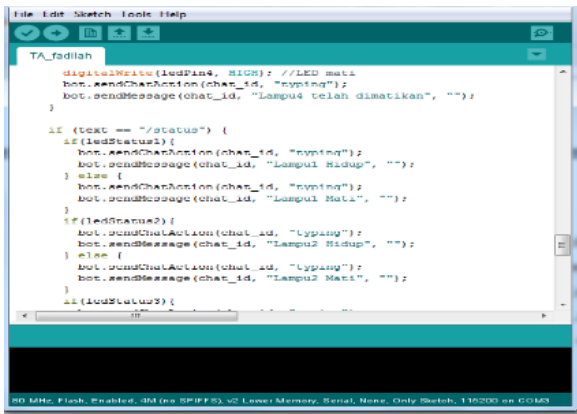 File Edit Sketch Tools Help
TA_fadilah
digitalWrite(ledPin4, HIGH); //LED mati
bot.sendChatAction(chat_id, "typing");
bot.sendMessage(chat_id, "Lampu4 telah dimatikan", "");
}
if (text == "/status") {
if(ledStatus1){
bot.sendChatAction(chat_id, "typing");
bot.sendMessage(chat_id, "Lampu1 Hidup", "");
} else {
bot.sendChatAction(chat_id, "typing");
bot.sendMessage(chat_id, "Lampu1 Mati", "");
}
if(ledStatus2){
bot.sendChatAction(chat_id, "typing");
bot.sendMessage(chat_id, "Lampu2 Hidup", "");
} else {
bot.sendChatAction(chat_id, "typing");
bot.sendMessage(chat_id, "Lampu2 Mati", "");
}
if(ledStatus3){
80 MHz, Flash, Enabled, 4M (no SPIFFS), v2 Lower Memory, Serial, None, Only Sketch, 115200 on COM3